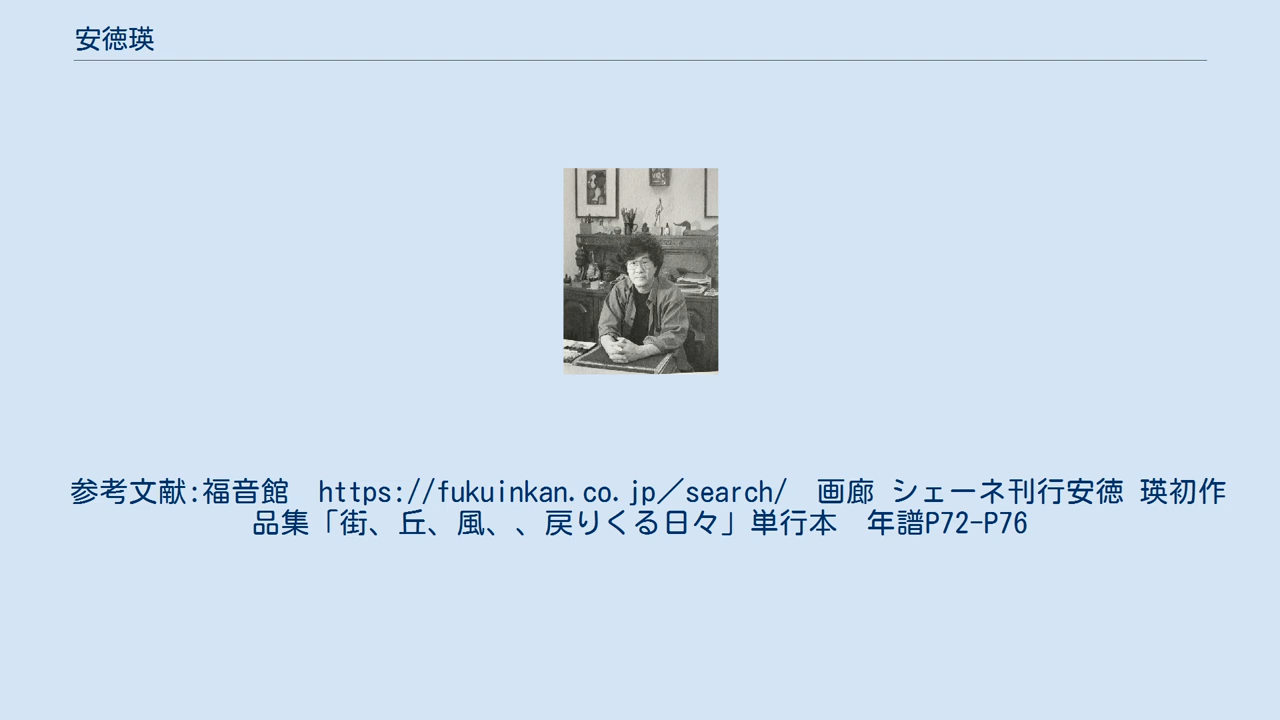 安徳瑛
参考文献:福音館　https://fukuinkan.co.jp／search/　画廊 シェーネ刊行安徳 瑛初作
品集「街、丘、風、、戻りくる日々」単行本　年譜P72-P76